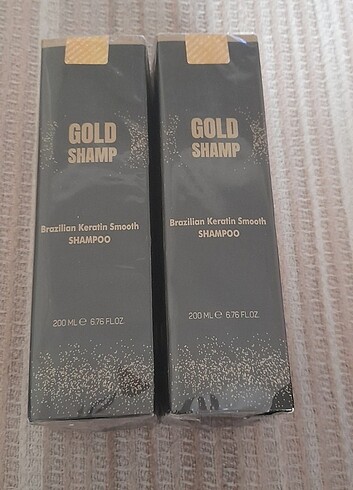 GOLD
SHAMP
Brazilian Keratin Smooth
SHAMPOO
200 ML ℮ 6.76 FL.OZ.
GOLD
SHAMP
Brazilian Keratin Smooth
SHAMPOO
200 ML ℮ 6.76 FL.OZ.